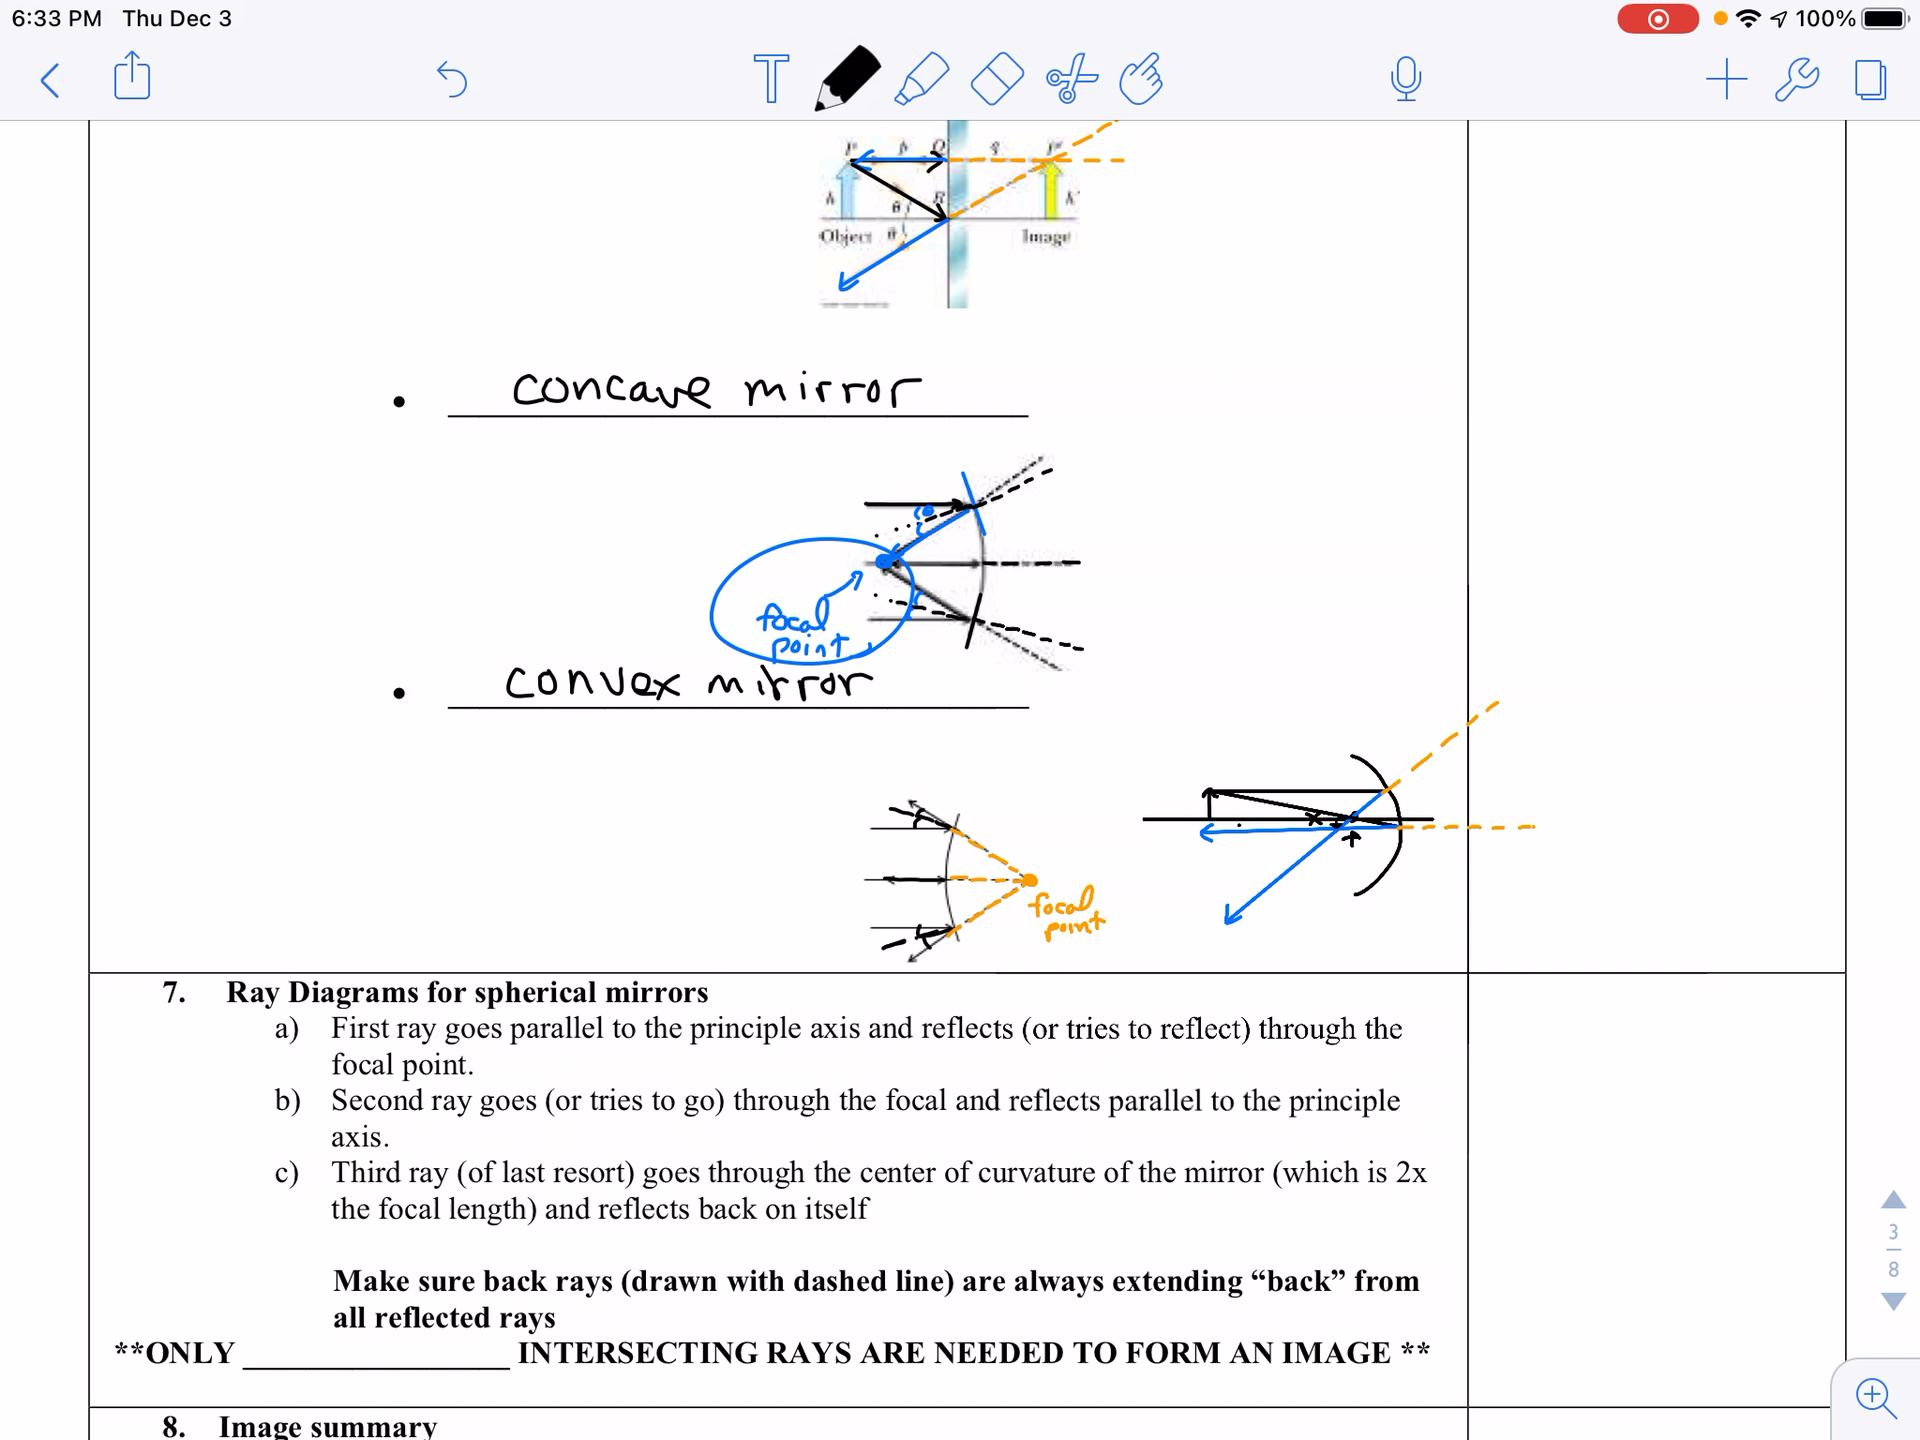 6:33 PM Thu Dec 3
100%
T
P p Q q P'
h θ R h'
Object θ Image
• concave mirror
θ
focal
point
• convex mirror
x
focal
point
7. Ray Diagrams for spherical mirrors
a) First ray goes parallel to the principle axis and reflects (or tries to reflect) through the
focal point.
b) Second ray goes (or tries to go) through the focal and reflects parallel to the principle
axis.
c) Third ray (of last resort) goes through the center of curvature of the mirror (which is 2x
the focal length) and reflects back on itself
Make sure back rays (drawn with dashed line) are always extending “back” from
all reflected rays
**ONLY _________________ INTERSECTING RAYS ARE NEEDED TO FORM AN IMAGE **
3
8
8. Image summary